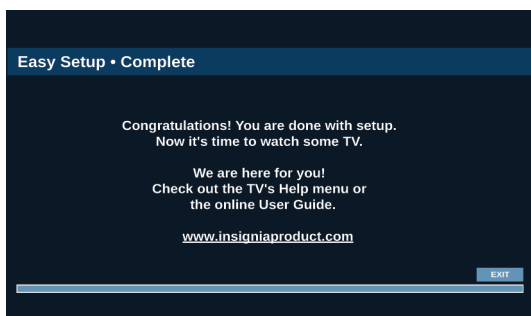 Easy Setup • Complete
Congratulations! You are done with setup.
Now it's time to watch some TV.
We are here for you!
Check out the TV's Help menu or
the online User Guide.
www.insigniaproduct.com
EXIT